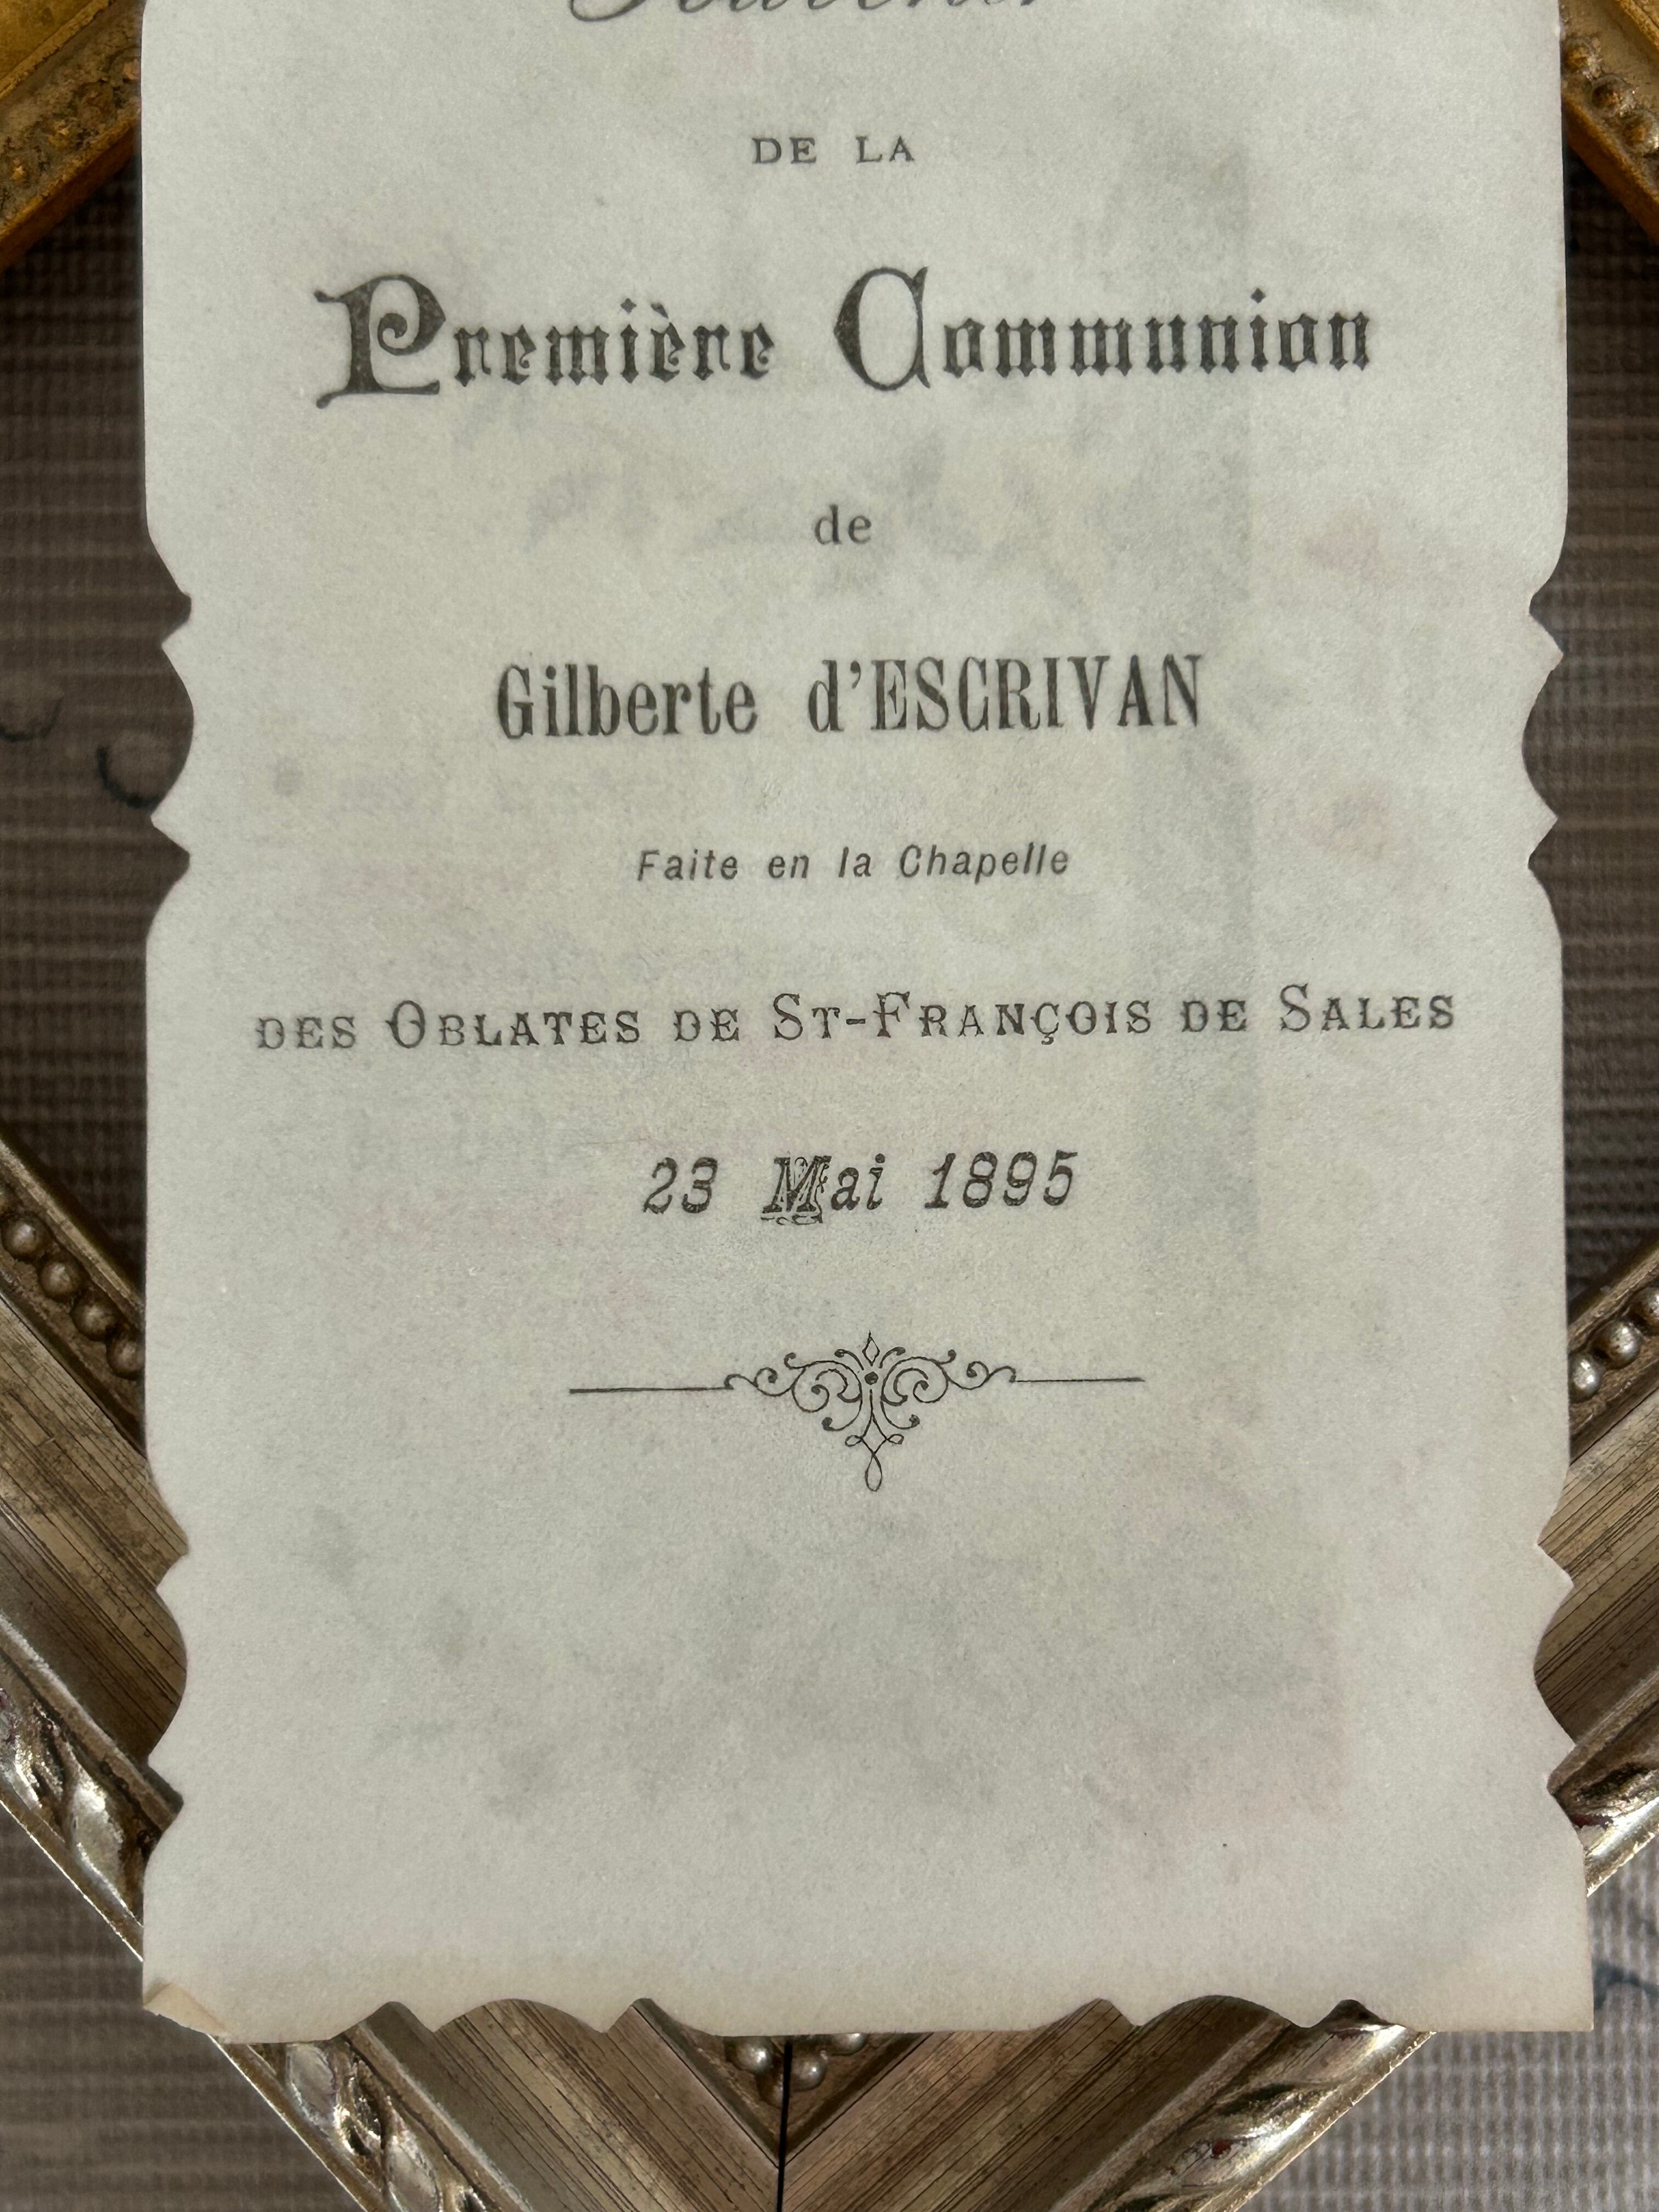 Souvenir
DE LA
Première Communion
de
Gilberte d'ESCRIVAN
Faite en la Chapelle
DES OBLATES DE ST-FRANÇOIS DE SALES
23 Mai 1895